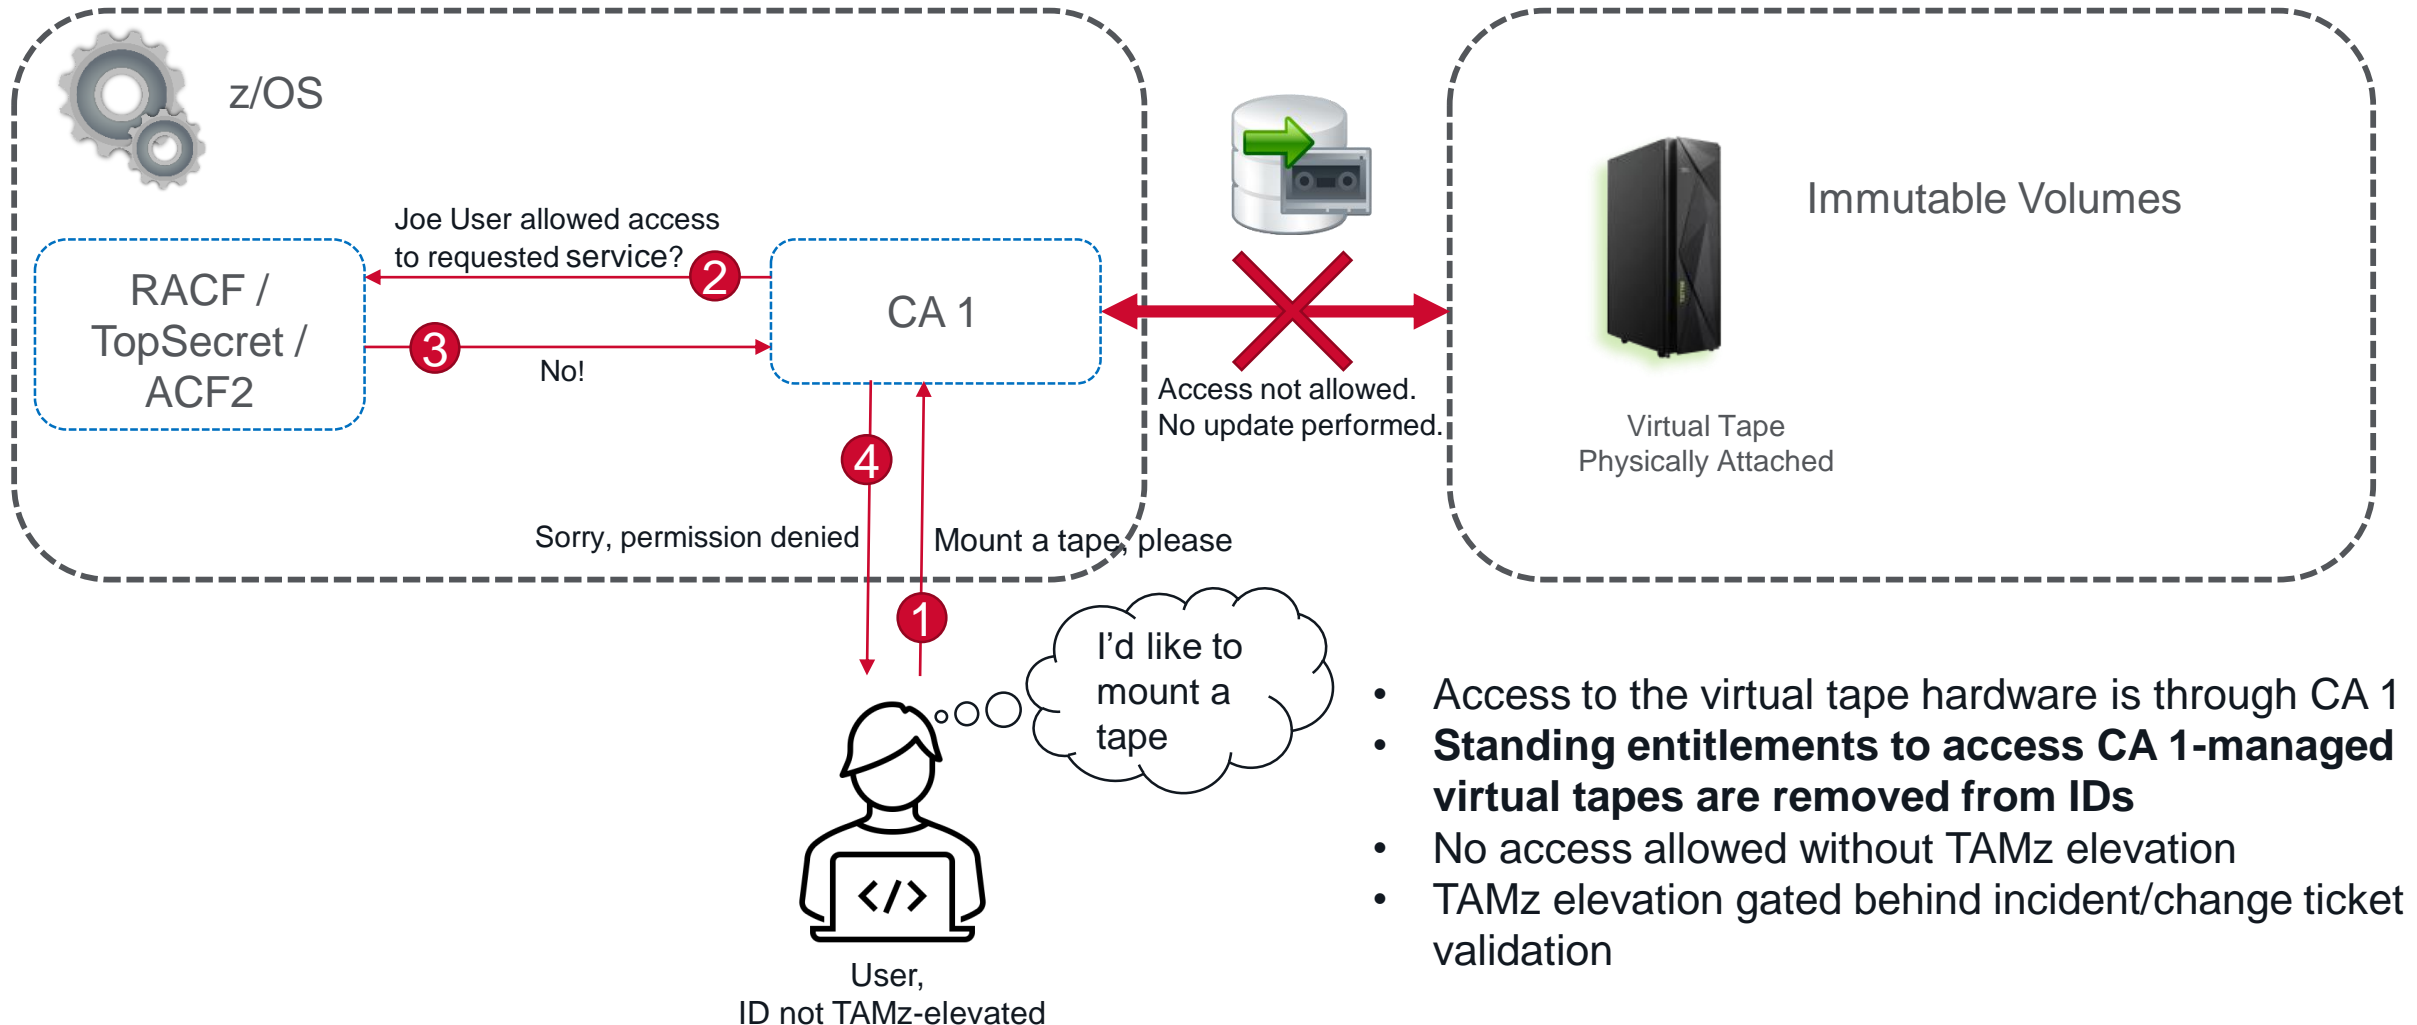 z/OS
Joe User allowed access
to requested service?
2
RACF /
TopSecret /
ACF2
3
No!
CA 1
Access not allowed.
No update performed.
Immutable Volumes
Virtual Tape
Physically Attached
4
Sorry, permission denied
Mount a tape, please
1
I’d like to
mount a
tape
</>
User,
ID not TAMz-elevated
• Access to the virtual tape hardware is through CA 1
• Standing entitlements to access CA 1-managed
virtual tapes are removed from IDs
• No access allowed without TAMz elevation
• TAMz elevation gated behind incident/change ticket
validation